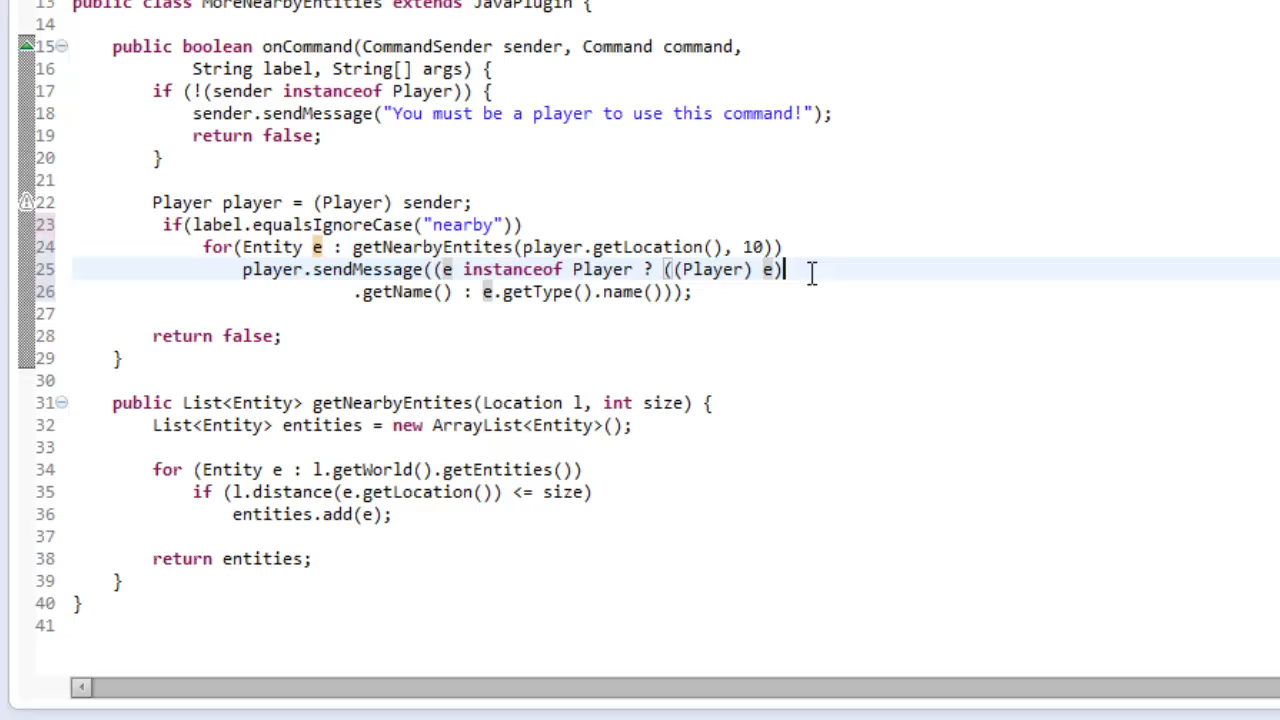 13 public class MoreNearbyEntities extends JavaPlugin {
14
15 public boolean onCommand(CommandSender sender, Command command,
16 String label, String[] args) {
17 if (!(sender instanceof Player)) {
18 sender.sendMessage("You must be a player to use this command!");
19 return false;
20 }
21
22 Player player = (Player) sender;
23 if(label.equalsIgnoreCase("nearby"))
24 for(Entity e : getNearbyEntites(player.getLocation(), 10))
25 player.sendMessage((e instanceof Player ? ((Player) e)
26 .getName() : e.getType().name()));
27
28 return false;
29 }
30
31 public List<Entity> getNearbyEntites(Location l, int size) {
32 List<Entity> entities = new ArrayList<Entity>();
33
34 for (Entity e : l.getWorld().getEntities())
35 if (l.distance(e.getLocation()) <= size)
36 entities.add(e);
37
38 return entities;
39 }
40 }
41